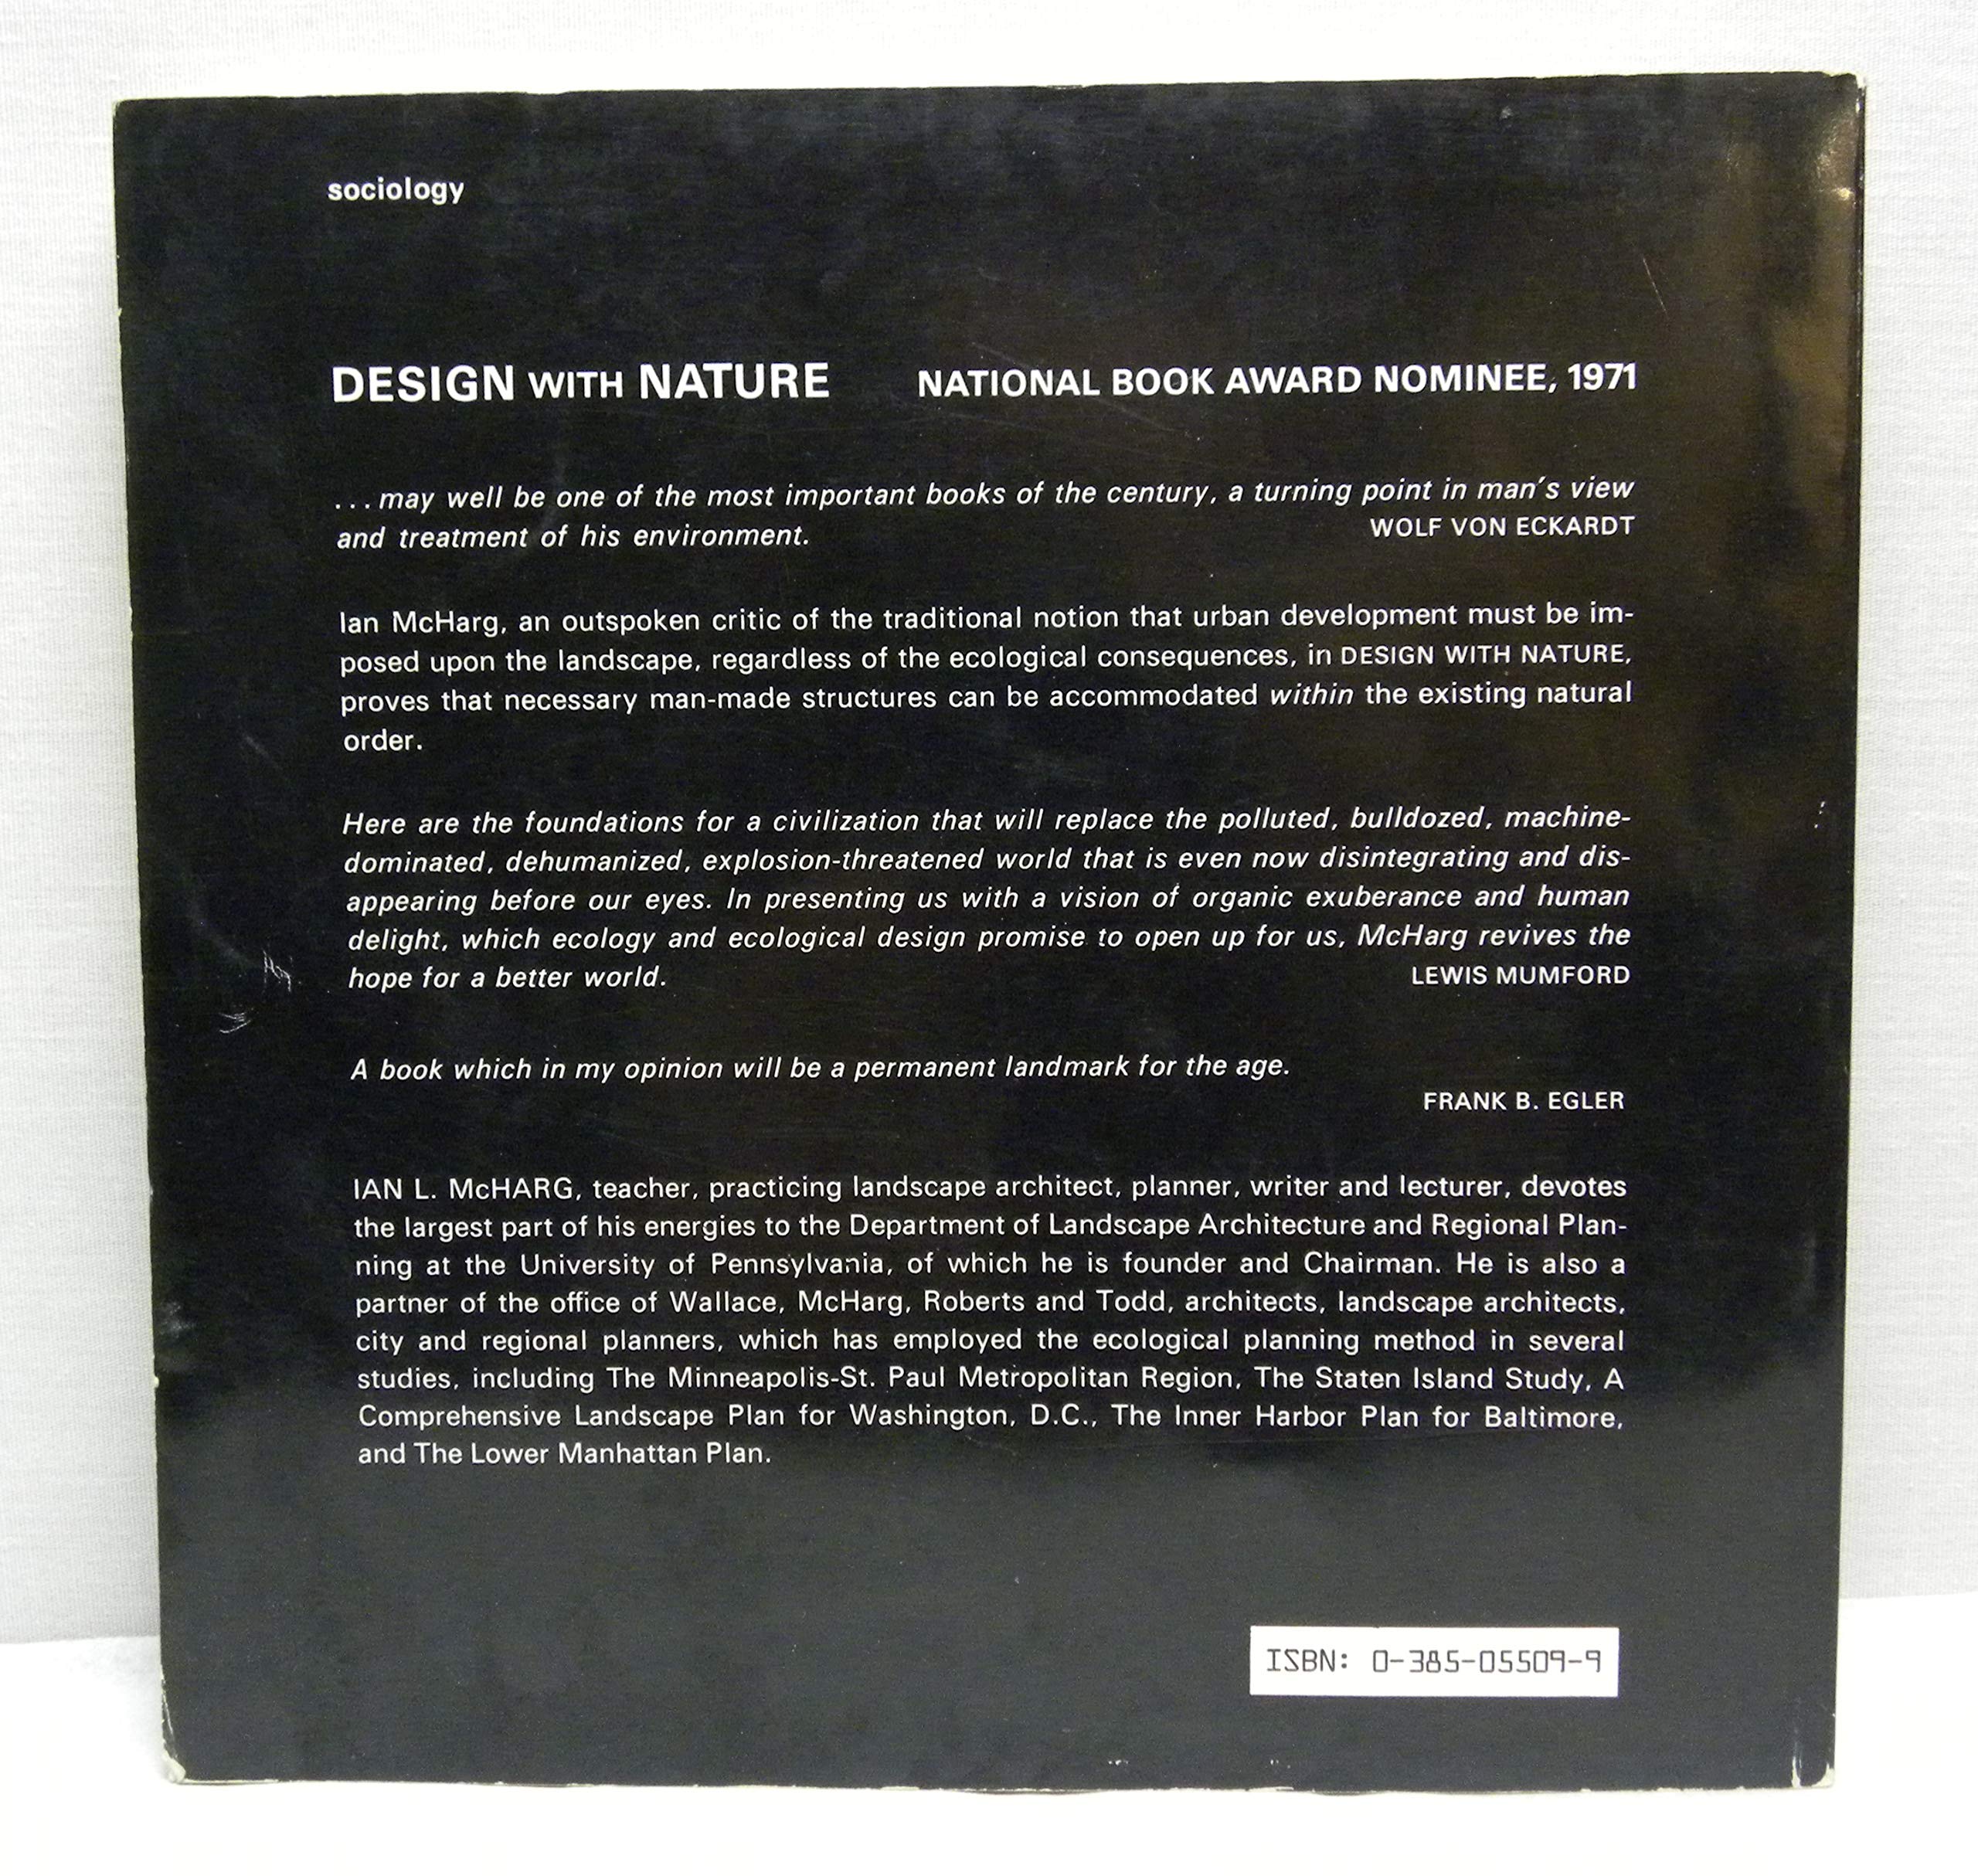 sociology
DESIGN WITH NATURE NATIONAL BOOK AWARD NOMINEE, 1971
...may well be one of the most important books of the century, a turning point in man's view
and treatment of his environment. WOLF VON ECKARDT
Ian McHarg, an outspoken critic of the traditional notion that urban development must be im-
posed upon the landscape, regardless of the ecological consequences, in DESIGN WITH NATURE,
proves that necessary man-made structures can be accommodated within the existing natural
order.
Here are the foundations for a civilization that will replace the polluted, bulldozed, machine-
dominated, dehumanized, explosion-threatened world that is even now disintegrating and dis-
appearing before our eyes. In presenting us with a vision of organic exuberance and human
delight, which ecology and ecological design promise to open up for us, McHarg revives the
hope for a better world. LEWIS MUMFORD
A book which in my opinion will be a permanent landmark for the age.
FRANK B. EGLER
IAN L. McHARG, teacher, practicing landscape architect, planner, writer and lecturer, devotes
the largest part of his energies to the Department of Landscape Architecture and Regional Plan-
ning at the University of Pennsylvania, of which he is founder and Chairman. He is also a
partner of the office of Wallace, McHarg, Roberts and Todd, architects, landscape architects,
city and regional planners, which has employed the ecological planning method in several
studies, including The Minneapolis-St. Paul Metropolitan Region, The Staten Island Study, A
Comprehensive Landscape Plan for Washington, D.C., The Inner Harbor Plan for Baltimore,
and The Lower Manhattan Plan.
ISBN: 0-385-05509-9